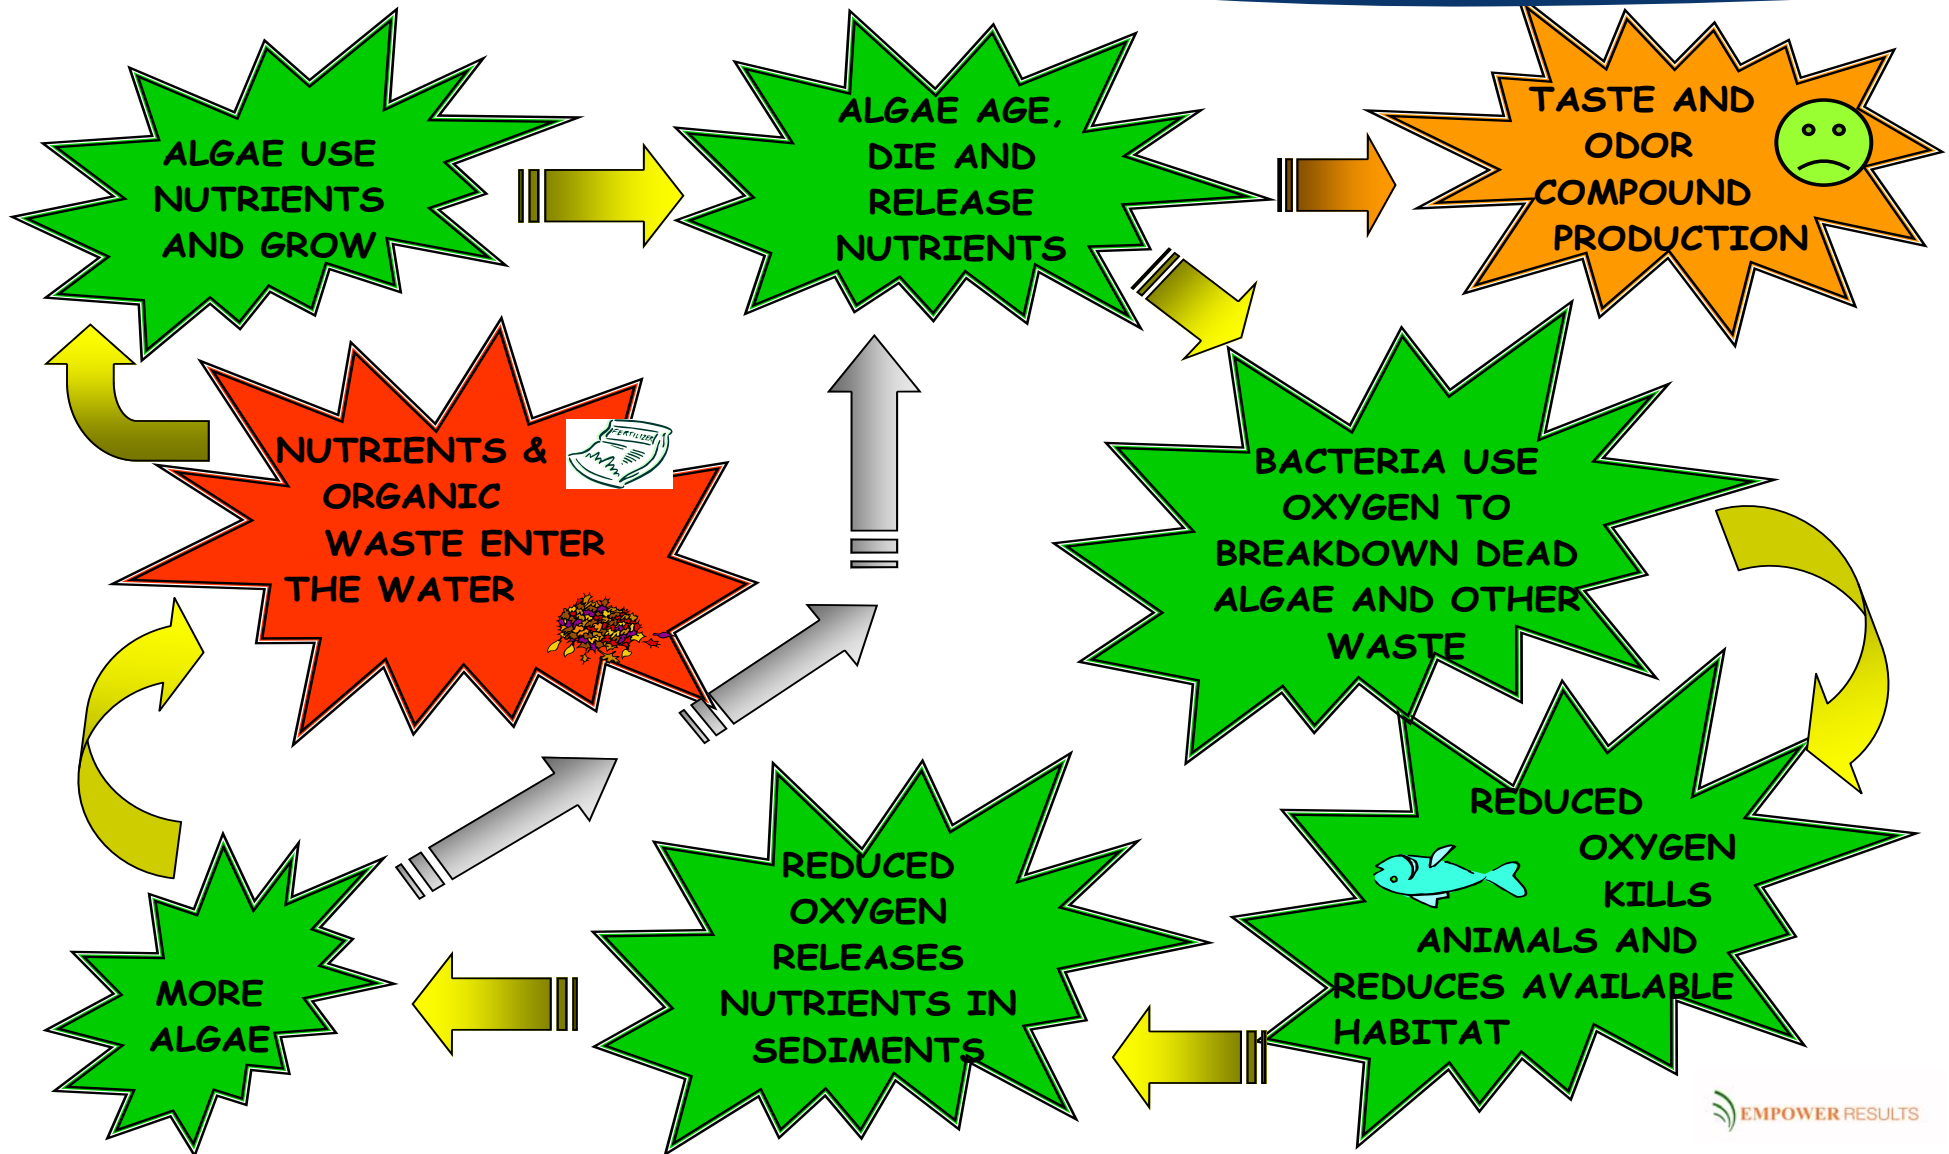 ALGAE USE
NUTRIENTS
AND GROW
ALGAE AGE,
DIE AND
RELEASE
NUTRIENTS
TASTE AND
ODOR
COMPOUND
PRODUCTION
NUTRIENTS &
ORGANIC
WASTE ENTER
THE WATER
FERTILIZER
BACTERIA USE
OXYGEN TO
BREAKDOWN DEAD
ALGAE AND OTHER
WASTE
REDUCED
OXYGEN
KILLS
ANIMALS AND
REDUCES AVAILABLE
HABITAT
REDUCED
OXYGEN
RELEASES
NUTRIENTS IN
SEDIMENTS
MORE
ALGAE
EMPOWER RESULTS